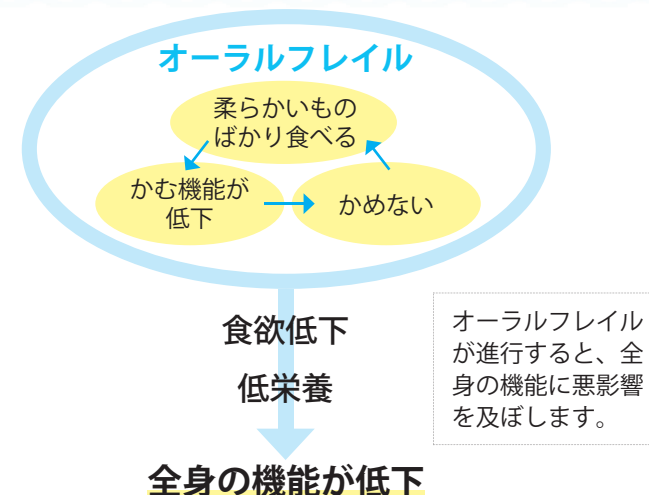 オーラルフレイル
柔らかいもの
ばかり食べる
かむ機能が
低下
かめない
食欲低下
低栄養
オーラルフレイル
が進行すると、全
身の機能に悪影響
を及ぼします。
全身の機能が低下